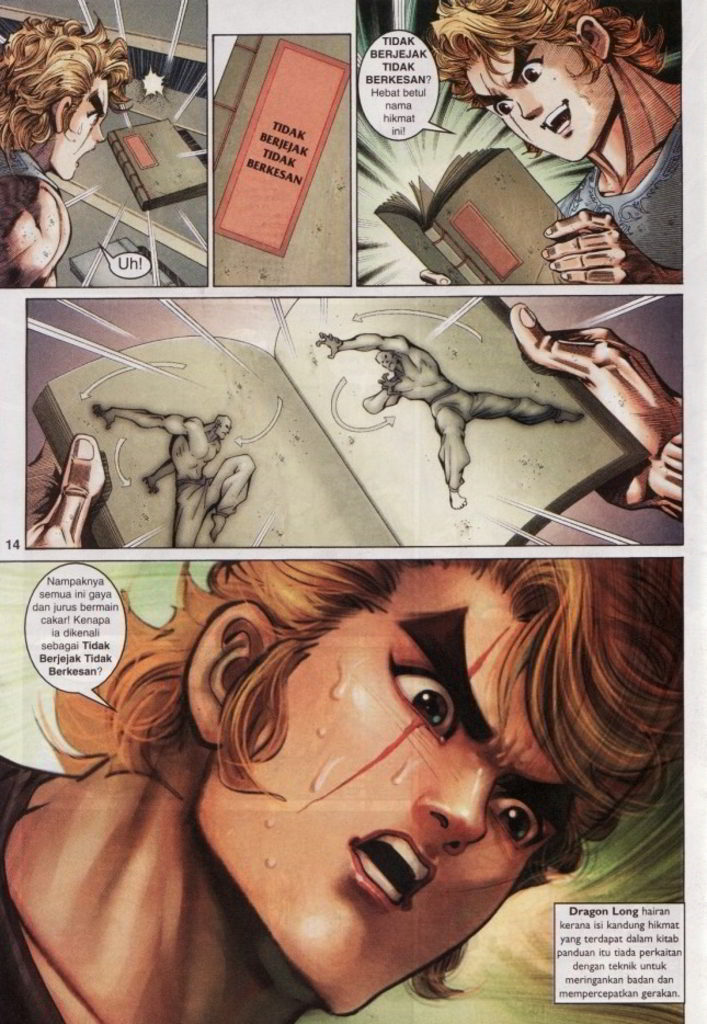 Uh!
TIDAK
BERJEJAK
TIDAK
BERKESAN
TIDAK
BERJEJAK
TIDAK
BERKESAN?
Hebat betul
nama
hikmat
ini!
14
Nampaknya
semua ini gaya
dan jurus bermain
cakar! Kenapa
ia dikenali
sebagai Tidak
Berjejak Tidak
Berkesan?
Dragon Long hairan
kerana isi kandung hikmat
yang terdapat dalam kitab
panduan itu tiada perkaitan
dengan teknik untuk
meringankan badan dan
mempercepatkan gerakan.